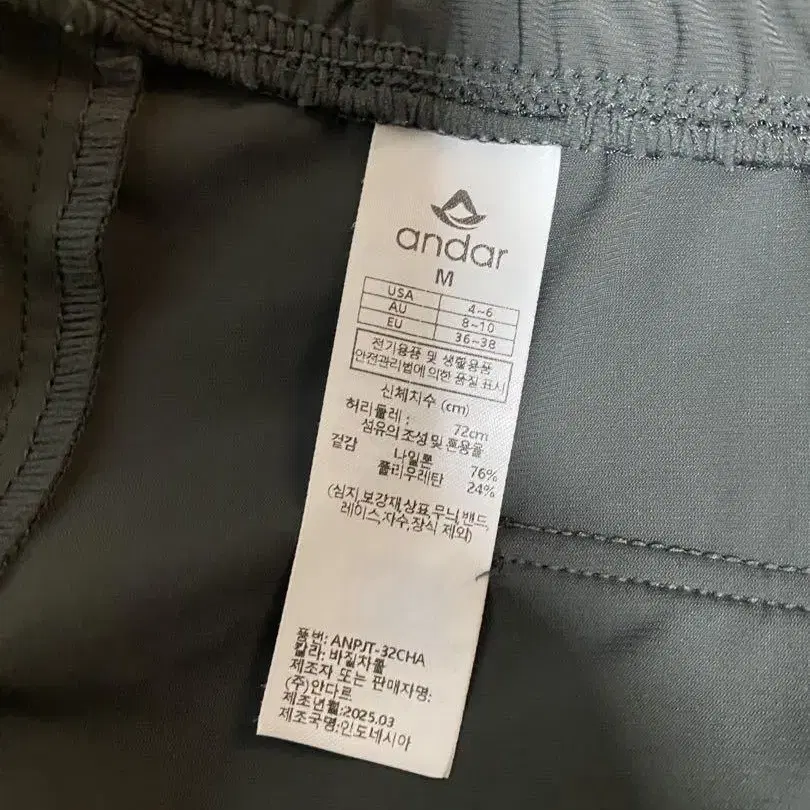 andar
M
USA 4~6
AU 8~10
EU 36~38
전기용품 및 생활용품
안전관리법에 의한 품질 표시
신체치수 (cm)
허리둘레 : 72cm
섬유의 조성 및 혼용율
겉감 나일론 76%
폴리우레탄 24%
(심지,보강재,상표,무늬,밴드,
레이스,자수,장식 제외)
품번: ANPJT-32CHA
칼라: 바질차콜
제조자 또는 판매자명:
(주)안다르
제조년월:2025.03
제조국명:인도네시아